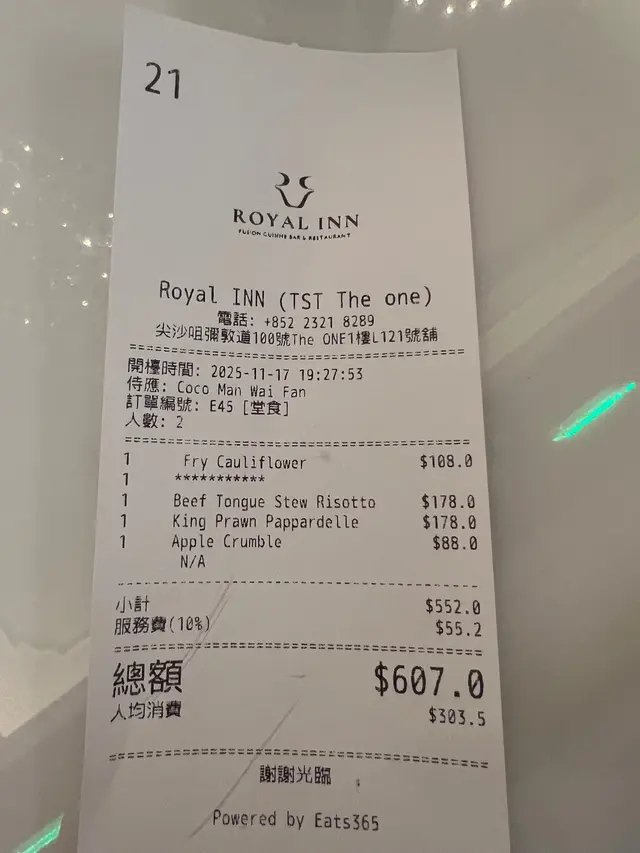 21
ROYAL INN
FUSION CUISINE BAR & RESTAURANT
Royal INN (TST The one)
電話: +852 2321 8289
尖沙咀彌敦道100號The ONE1樓L121號舖
開檯時間: 2025-11-17 19:27:53
侍應: Coco Man Wai Fan
訂單編號: E45 [堂食]
人數: 2
1 Fry Cauliflower $108.0
1 ***********
1 Beef Tongue Stew Risotto $178.0
1 King Prawn Pappardelle $178.0
1 Apple Crumble $88.0
N/A
小計 $552.0
服務費(10%) $55.2
總額 $607.0
人均消費 $303.5
謝謝光臨
Powered by Eats365